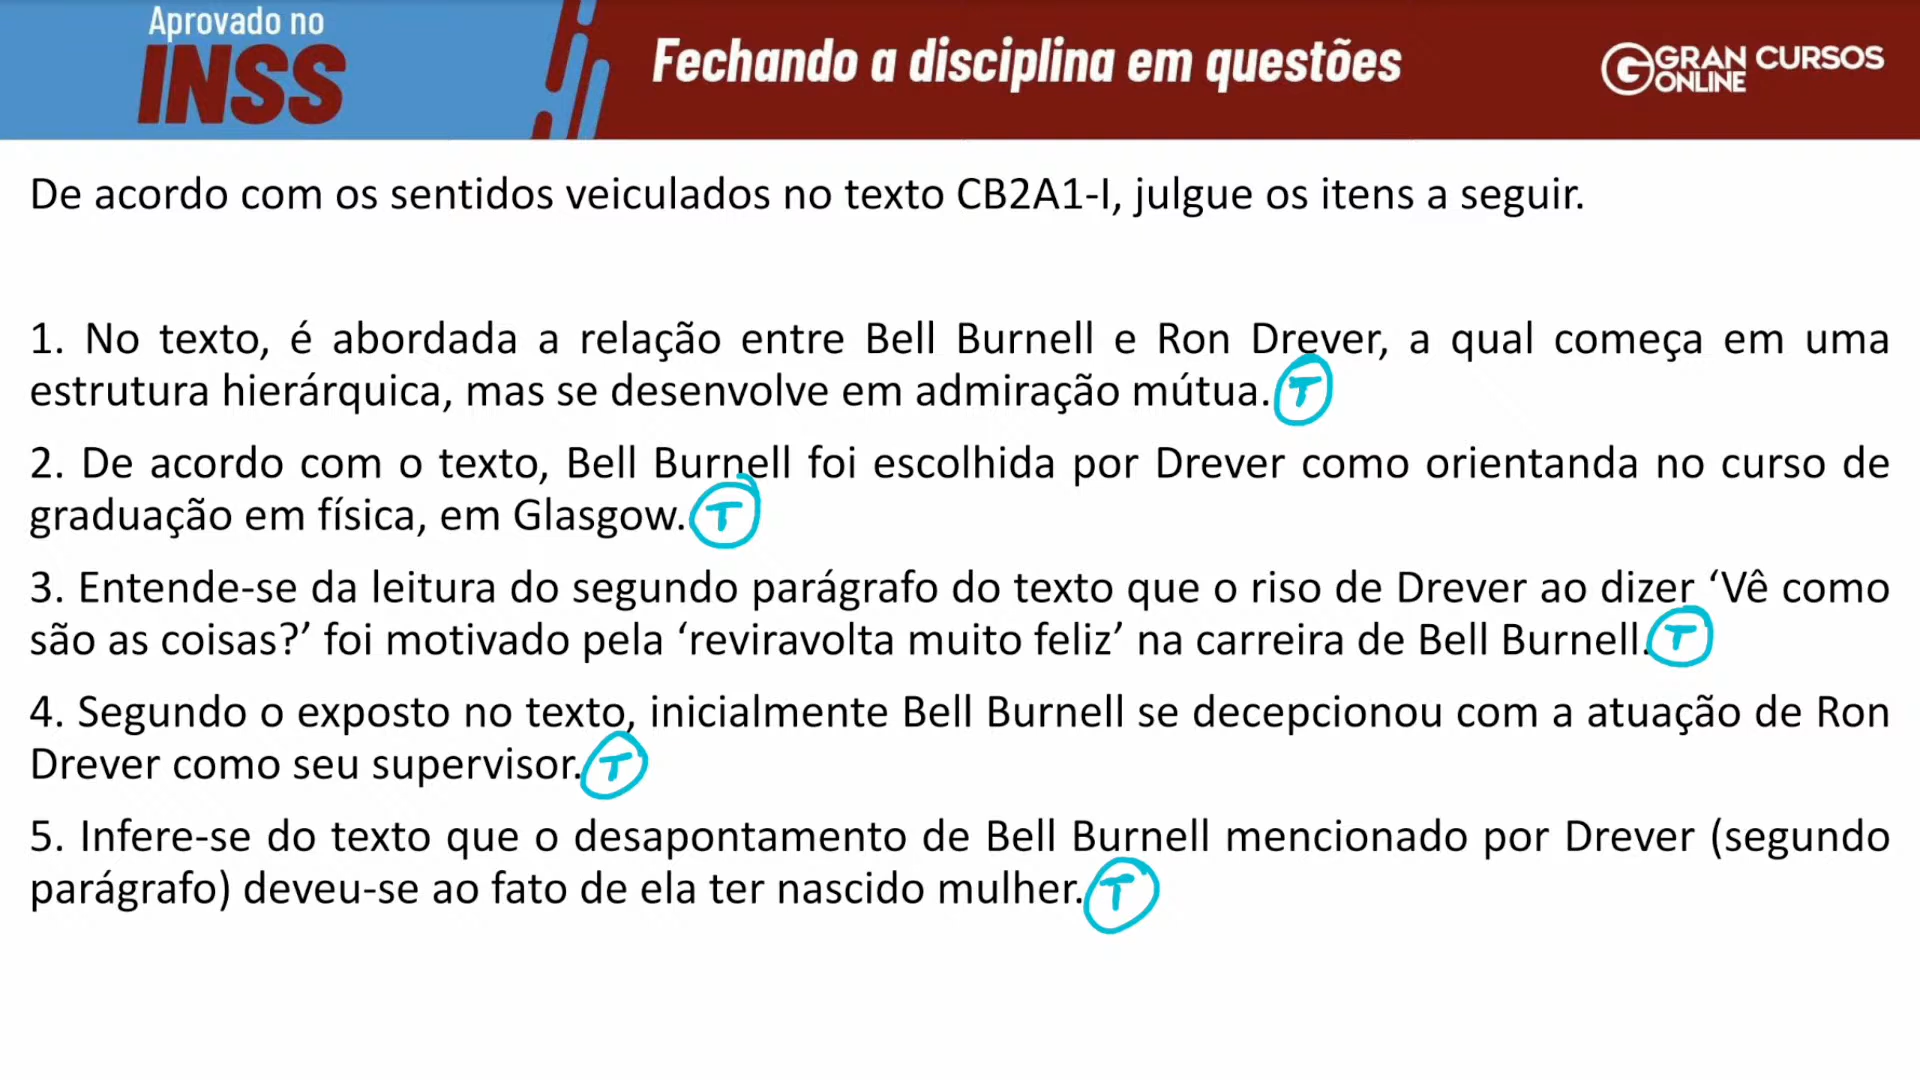 Aprovado no
INSS
Fechando a disciplina em questões
GRAN CURSOS
ONLINE
De acordo com os sentidos veiculados no texto CB2A1-I, julgue os itens a seguir.
1. No texto, é abordada a relação entre Bell Burnell e Ron Drever, a qual começa em uma
estrutura hierárquica, mas se desenvolve em admiração mútua. T
2. De acordo com o texto, Bell Burnell foi escolhida por Drever como orientanda no curso de
graduação em física, em Glasgow. T
3. Entende-se da leitura do segundo parágrafo do texto que o riso de Drever ao dizer ‘Vê como
são as coisas?’ foi motivado pela ‘reviravolta muito feliz’ na carreira de Bell Burnell. T
4. Segundo o exposto no texto, inicialmente Bell Burnell se decepcionou com a atuação de Ron
Drever como seu supervisor. T
5. Infere-se do texto que o desapontamento de Bell Burnell mencionado por Drever (segundo
parágrafo) deveu-se ao fato de ela ter nascido mulher. T